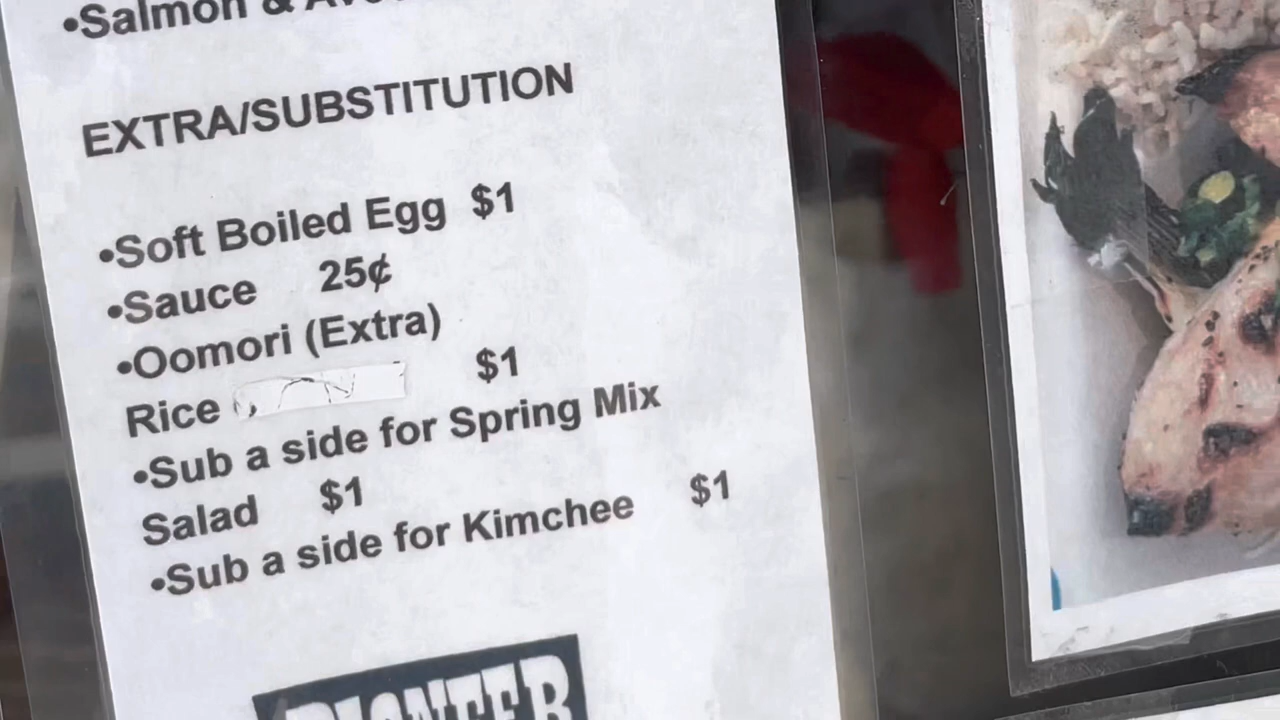 •Salmon &
EXTRA/SUBSTITUTION
•Soft Boiled Egg $1
•Sauce 25¢
•Oomori (Extra)
Rice $1
•Sub a side for Spring Mix
Salad $1
•Sub a side for Kimchee $1
PIONEER